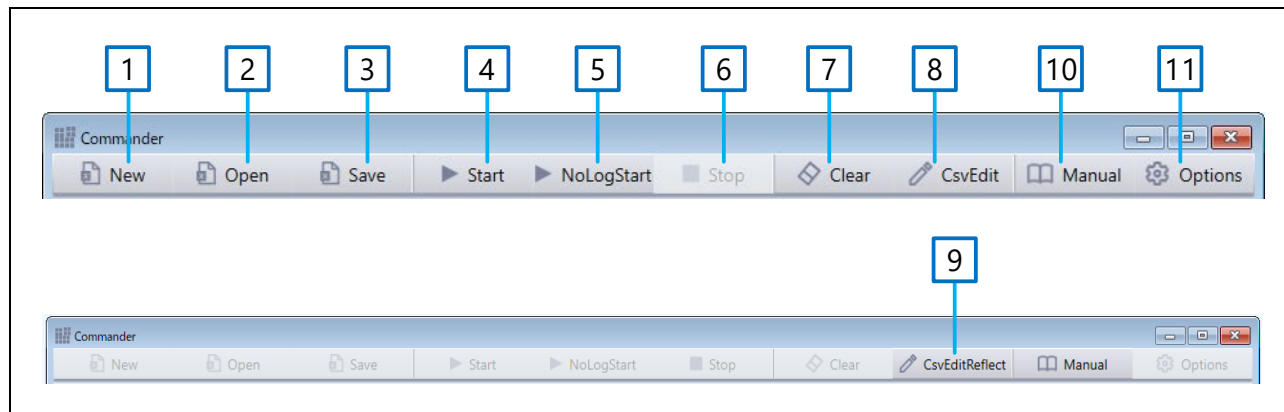 1 2 3 4 5 6 7 8 10 11
Commander
New Open Save Start NoLogStart Stop Clear CsvEdit Manual Options
9
Commander
New Open Save Start NoLogStart Stop Clear CsvEditReflect Manual Options